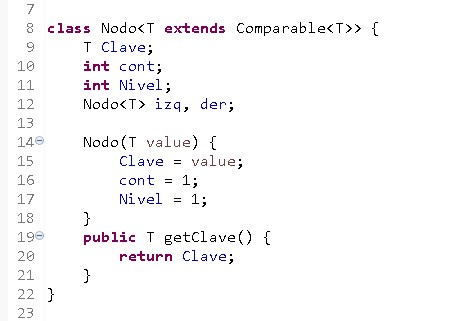 7
8 class Nodo<T extends Comparable<T>> {
9 T Clave;
10 int cont;
11 int Nivel;
12 Nodo<T> izq, der;
13
14 Nodo(T value) {
15 Clave = value;
16 cont = 1;
17 Nivel = 1;
18 }
19 public T getClave() {
20 return Clave;
21 }
22 }
23